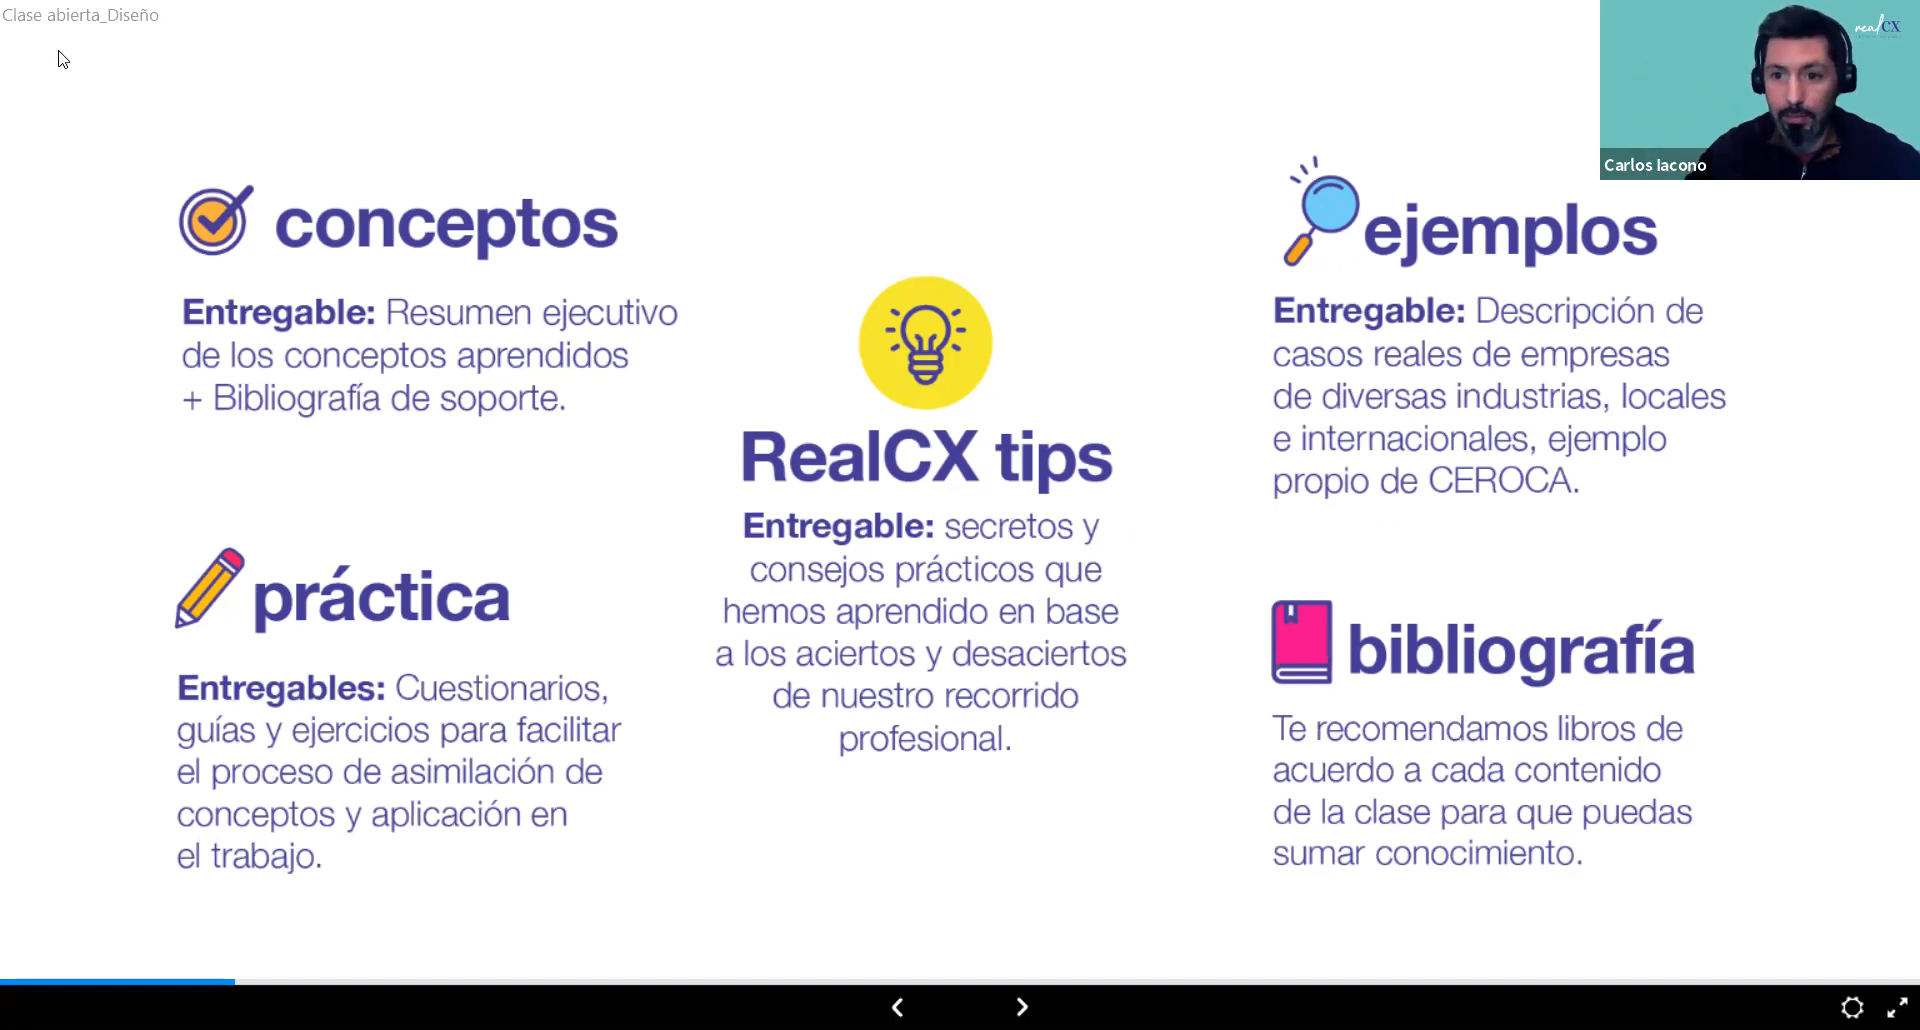 Clase abierta_Diseño
real CX
Carlos Iacono
conceptos
Entregable: Resumen ejecutivo
de los conceptos aprendidos
+ Bibliografía de soporte.
práctica
Entregables: Cuestionarios,
guías y ejercicios para facilitar
el proceso de asimilación de
conceptos y aplicación en
el trabajo.
RealCX tips
Entregable: secretos y
consejos prácticos que
hemos aprendido en base
a los aciertos y desaciertos
de nuestro recorrido
profesional.
ejemplos
Entregable: Descripción de
casos reales de empresas
de diversas industrias, locales
e internacionales, ejemplo
propio de CEROCA.
bibliografía
Te recomendamos libros de
acuerdo a cada contenido
de la clase para que puedas
sumar conocimiento.